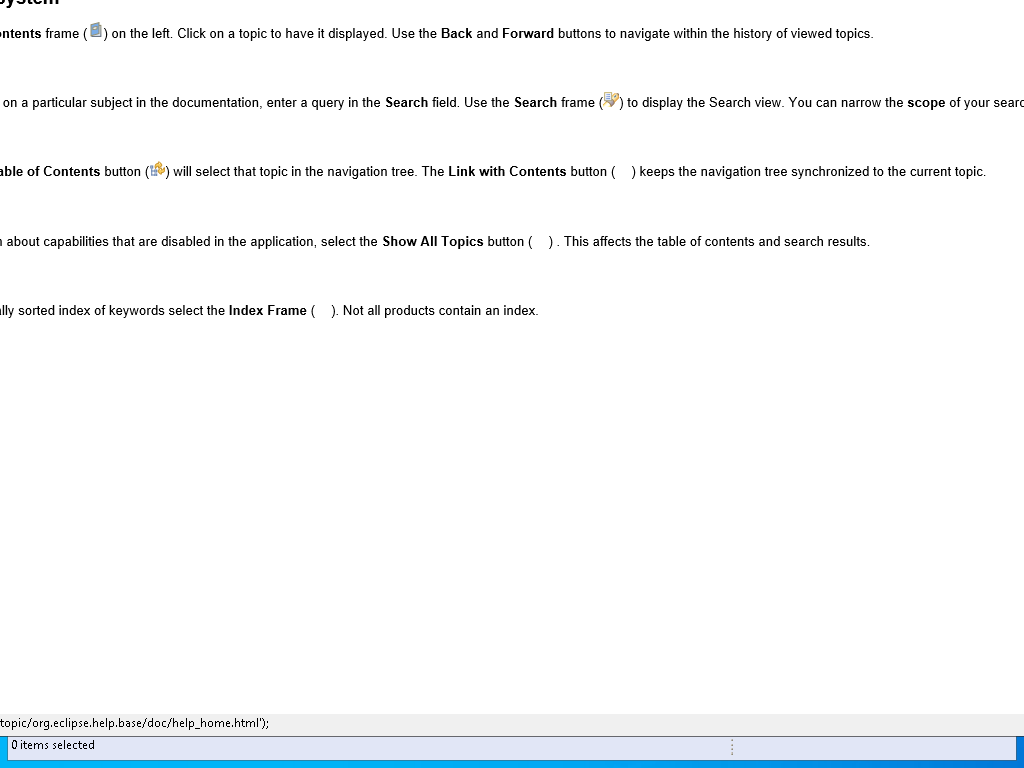 ystem
ontents frame ( ) on the left. Click on a topic to have it displayed. Use the Back and Forward buttons to navigate within the history of viewed topics.
on a particular subject in the documentation, enter a query in the Search field. Use the Search frame ( ) to display the Search view. You can narrow the scope of your searc
able of Contents button ( ) will select that topic in the navigation tree. The Link with Contents button ( ) keeps the navigation tree synchronized to the current topic.
about capabilities that are disabled in the application, select the Show All Topics button ( ) . This affects the table of contents and search results.
lly sorted index of keywords select the Index Frame ( ). Not all products contain an index.
topic/org.eclipse.help.base/doc/help_home.html');
0 items selected